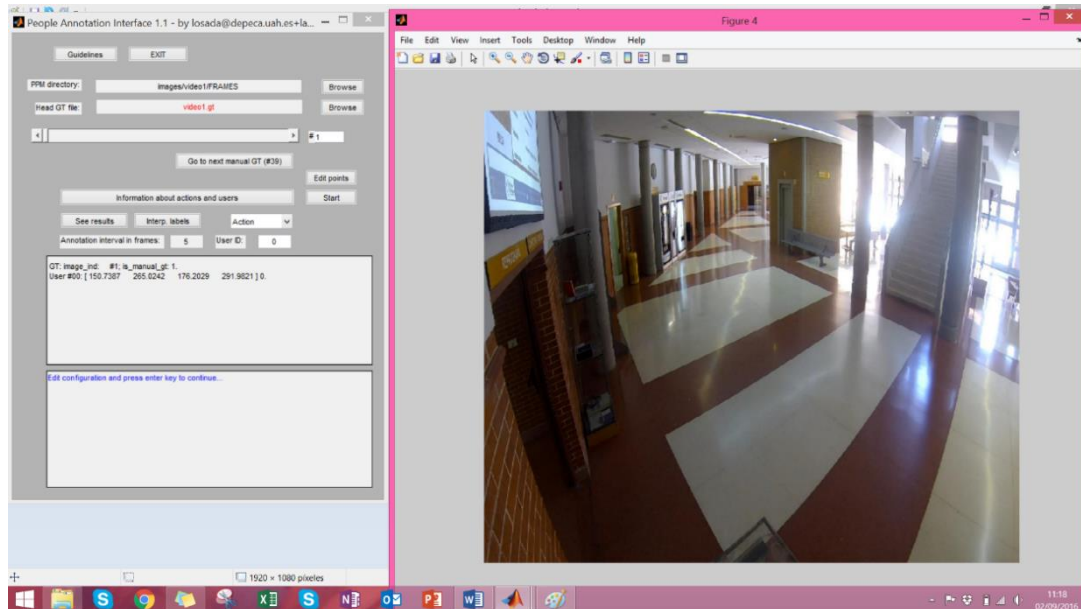 People Annotation Interface 1.1 - by losada@depeca.uah.es+la...
Guidelines
EXIT
PPM directory:
images/video1/FRAMES
Browse
Head GT file:
video1.gt
Browse
# 1
Go to next manual GT (#39)
Edit points
Information about actions and users
Start
See results
Interp. labels
Action
Annotation interval in frames:
5
User ID:
0
GT: image_ind: #1; is_manual_gt: 1.
User #00: [ 150.7387 265.0242 176.2029 291.9821 ] 0.
Edit configuration and press enter key to continue...
1920 × 1080 píxeles
Figure 4
File Edit View Insert Tools Desktop Window Help
11:18
02/09/2016